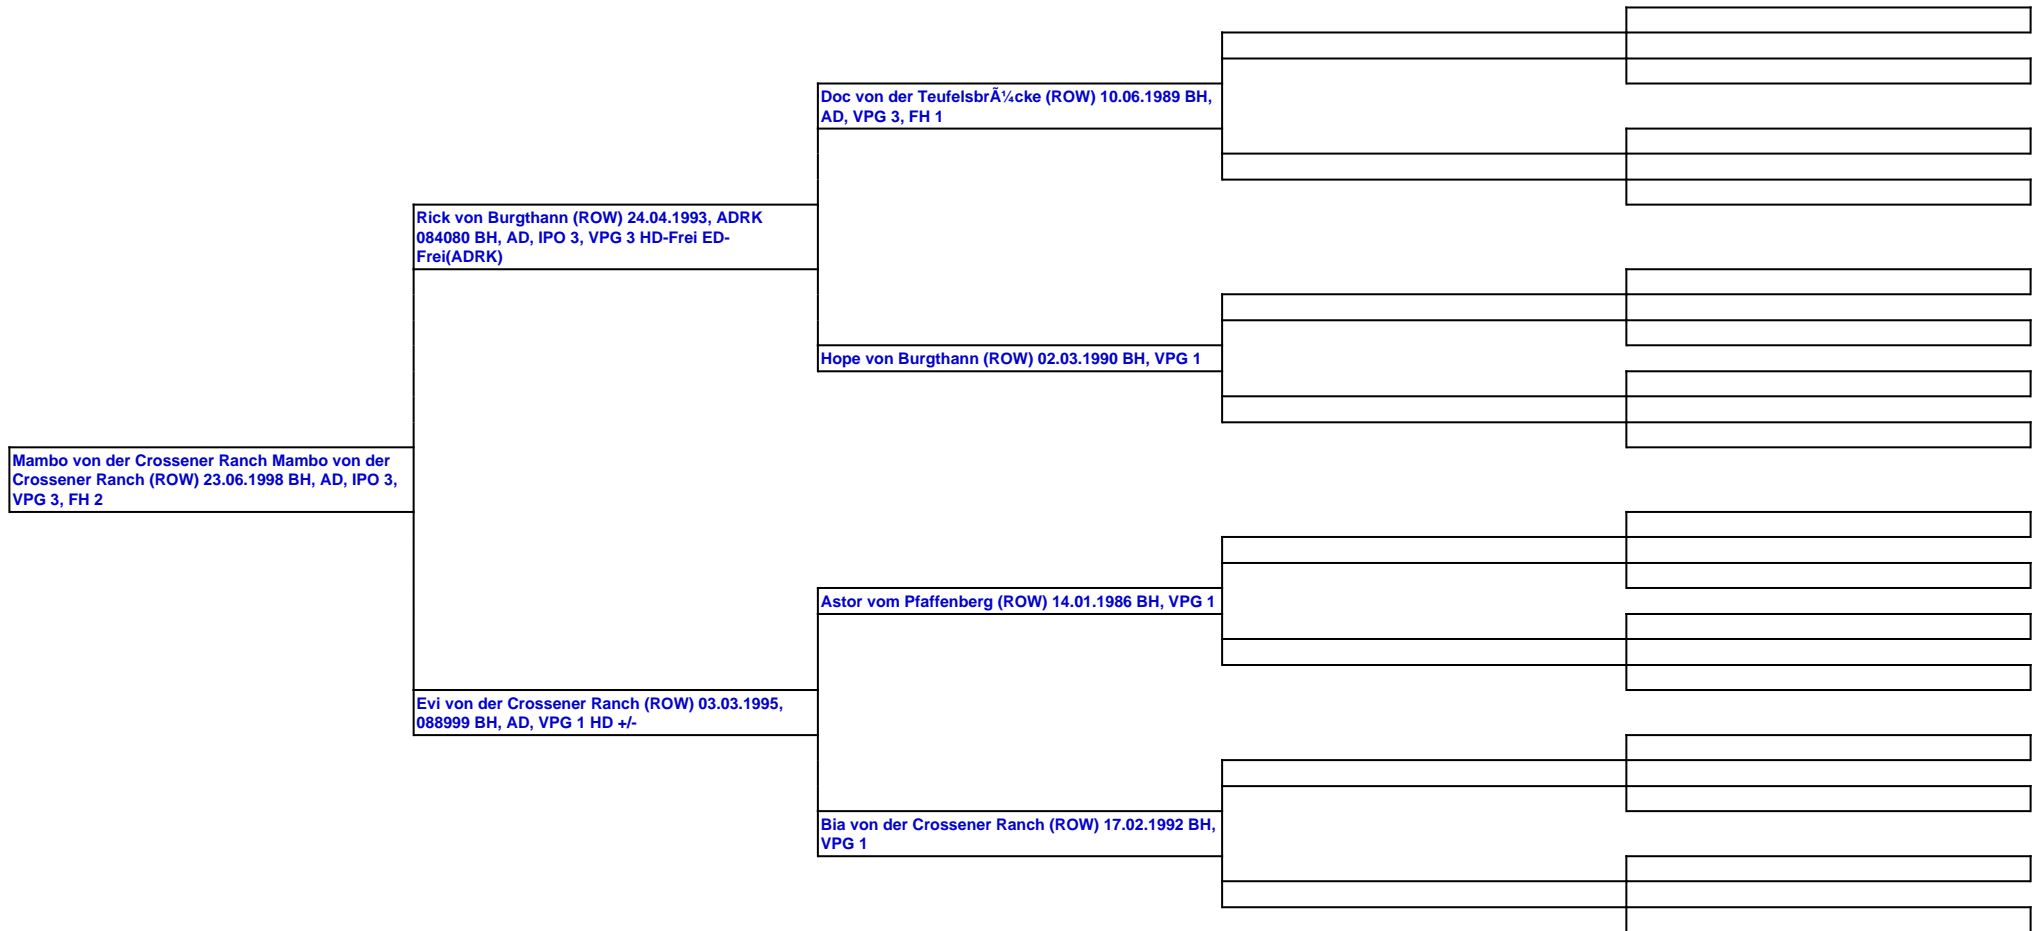 Doc von der TeufelsbrÃ¼cke (ROW) 10.06.1989 BH,
AD, VPG 3, FH 1
Rick von Burgthann (ROW) 24.04.1993, ADRK
084080 BH, AD, IPO 3, VPG 3 HD-Frei ED-
Frei(ADRK)
Hope von Burgthann (ROW) 02.03.1990 BH, VPG 1
Mambo von der Crossener Ranch Mambo von der
Crossener Ranch (ROW) 23.06.1998 BH, AD, IPO 3,
VPG 3, FH 2
Astor vom Pfaffenberg (ROW) 14.01.1986 BH, VPG 1
Evi von der Crossener Ranch (ROW) 03.03.1995,
088999 BH, AD, VPG 1 HD +/-
Bia von der Crossener Ranch (ROW) 17.02.1992 BH,
VPG 1